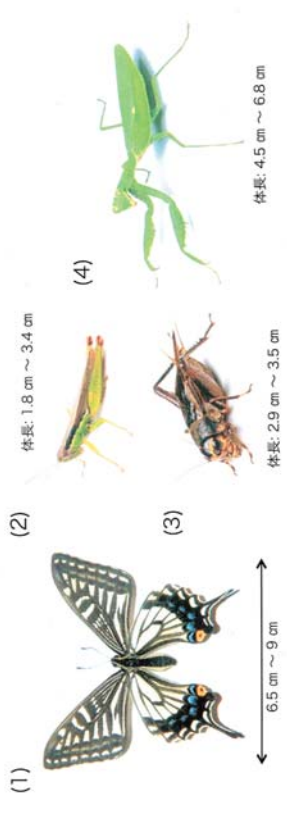 (1)
6.5 cm ～ 9 cm
(2)
体長: 1.8 cm ～ 3.4 cm
(3)
体長: 2.9 cm ～ 3.5 cm
(4)
体長: 4.5 cm ～ 6.8 cm